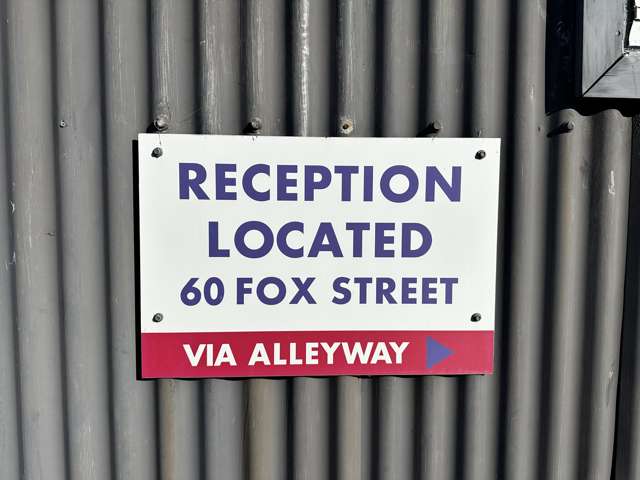 RECEPTION
LOCATED
60 FOX STREET
VIA ALLEYWAY